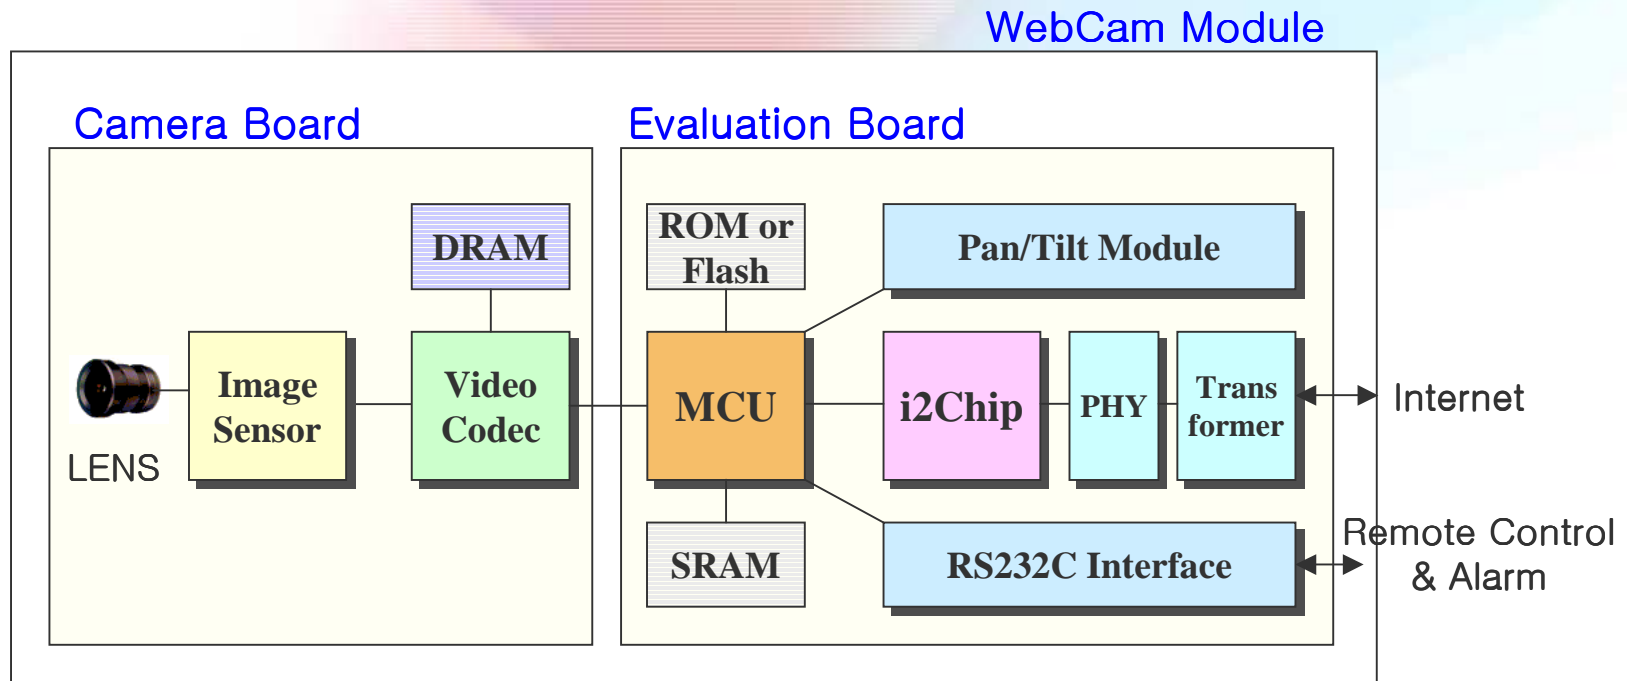 WebCam Module
Camera Board
Evaluation Board
DRAM
ROM or
Flash
Pan/Tilt Module
LENS
Image
Sensor
Video
Codec
MCU
i2Chip
PHY
Trans
former
Internet
SRAM
RS232C Interface
Remote Control
& Alarm